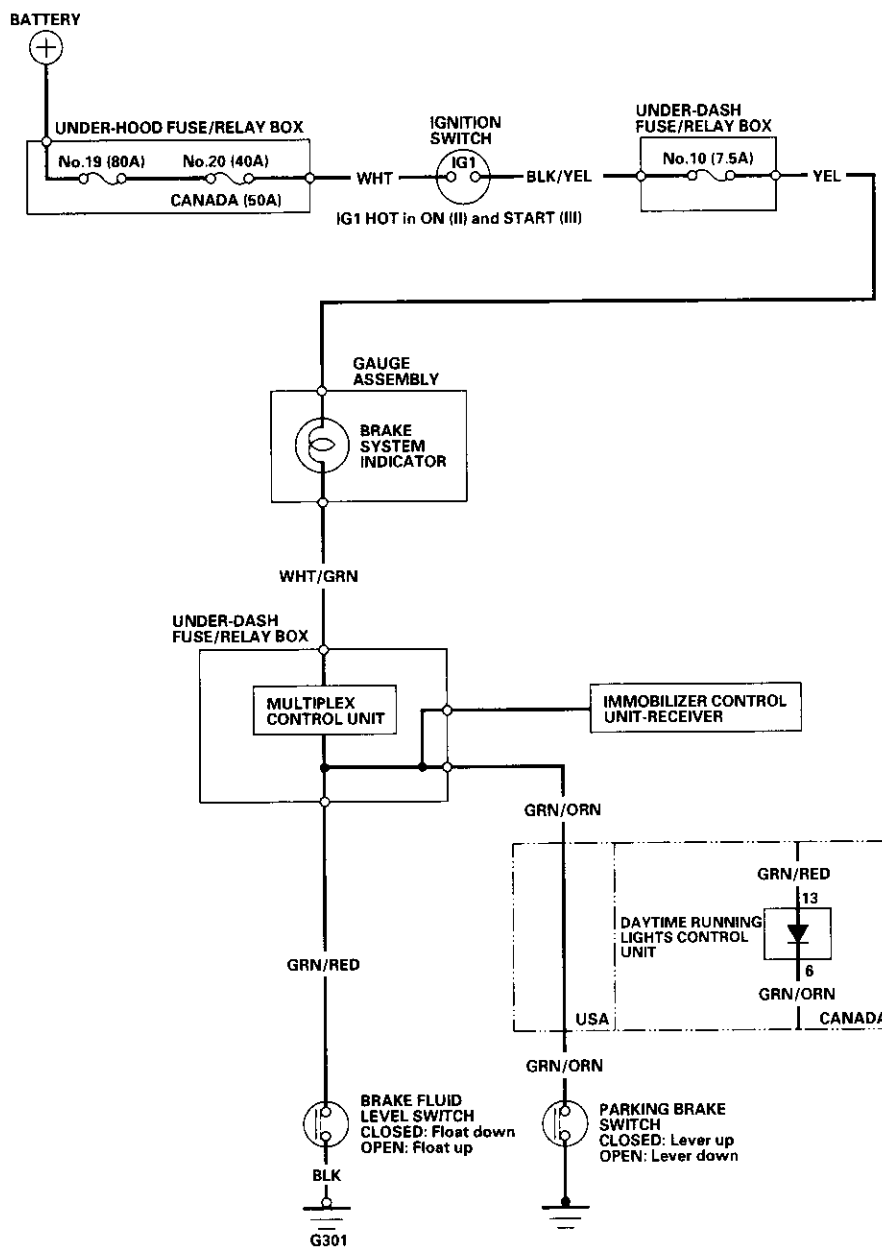 BATTERY
UNDER-HOOD FUSE/RELAY BOX
No.19 (80A)
No.20 (40A)
CANADA (50A)
WHT
IGNITION
SWITCH
IG1
BLK/YEL
IG1 HOT in ON (II) and START (III)
UNDER-DASH
FUSE/RELAY BOX
No.10 (7.5A)
YEL
GAUGE
ASSEMBLY
BRAKE
SYSTEM
INDICATOR
WHT/GRN
UNDER-DASH
FUSE/RELAY BOX
MULTIPLEX
CONTROL UNIT
IMMOBILIZER CONTROL
UNIT-RECEIVER
GRN/ORN
GRN/RED
13
DAYTIME RUNNING
LIGHTS CONTROL
UNIT
6
GRN/ORN
USA
CANADA
GRN/RED
GRN/ORN
BRAKE FLUID
LEVEL SWITCH
CLOSED: Float down
OPEN: Float up
PARKING BRAKE
SWITCH
CLOSED: Lever up
OPEN: Lever down
BLK
G301